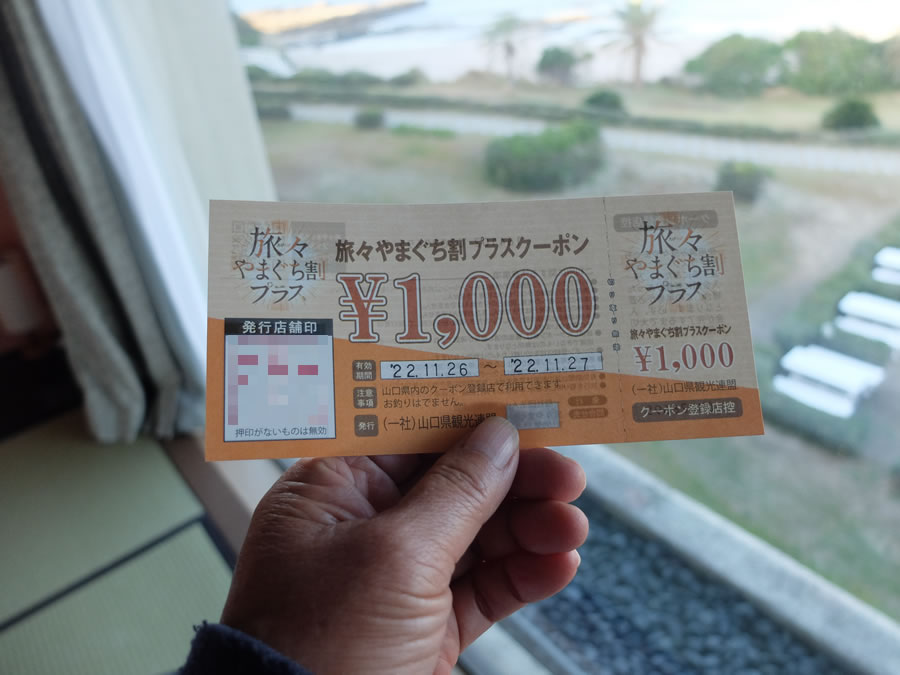 旅々
やまぐち割
プラス
旅々やまぐち割プラスクーポン
¥1,000
発行店舗印
押印がないものは無効
有効
期間
'22.11.26 ～ '22.11.27
注意
事項
山口県内のクーポン登録店で利用できます。
お釣りはでません。
発行
(一社)山口県観光連盟
旅々
やまぐち割
プラス
旅々やまぐち割プラスクーポン
¥1,000
(一社)山口県観光連盟
クーポン登録店控